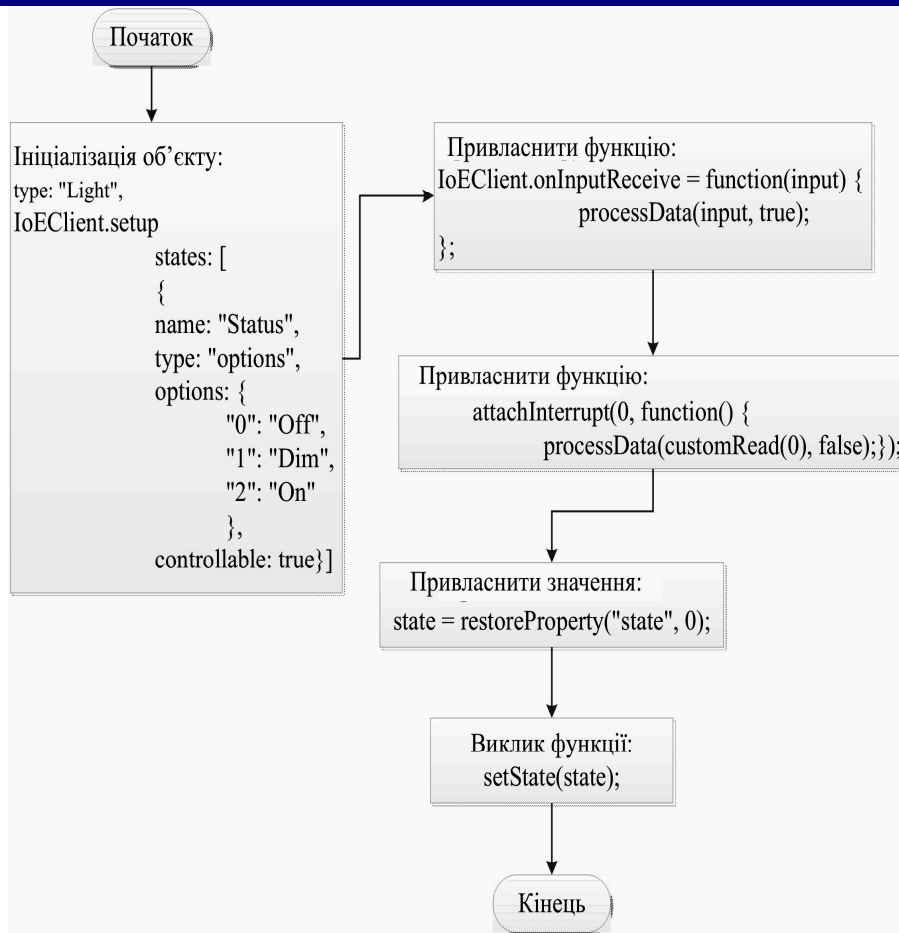 Початок
Ініціалізація об’єкту:
type: "Light",
IoEClient.setup
states: [
{
name: "Status",
type: "options",
options: {
"0": "Off",
"1": "Dim",
"2": "On"
},
controllable: true}]
Привласнити функцію:
IoEClient.onInputReceive = function(input) {
processData(input, true);
};
Привласнити функцію:
attachInterrupt(0, function() {
processData(customRead(0), false);});
Привласнити значення:
state = restoreProperty("state", 0);
Виклик функції:
setState(state);
Кінець